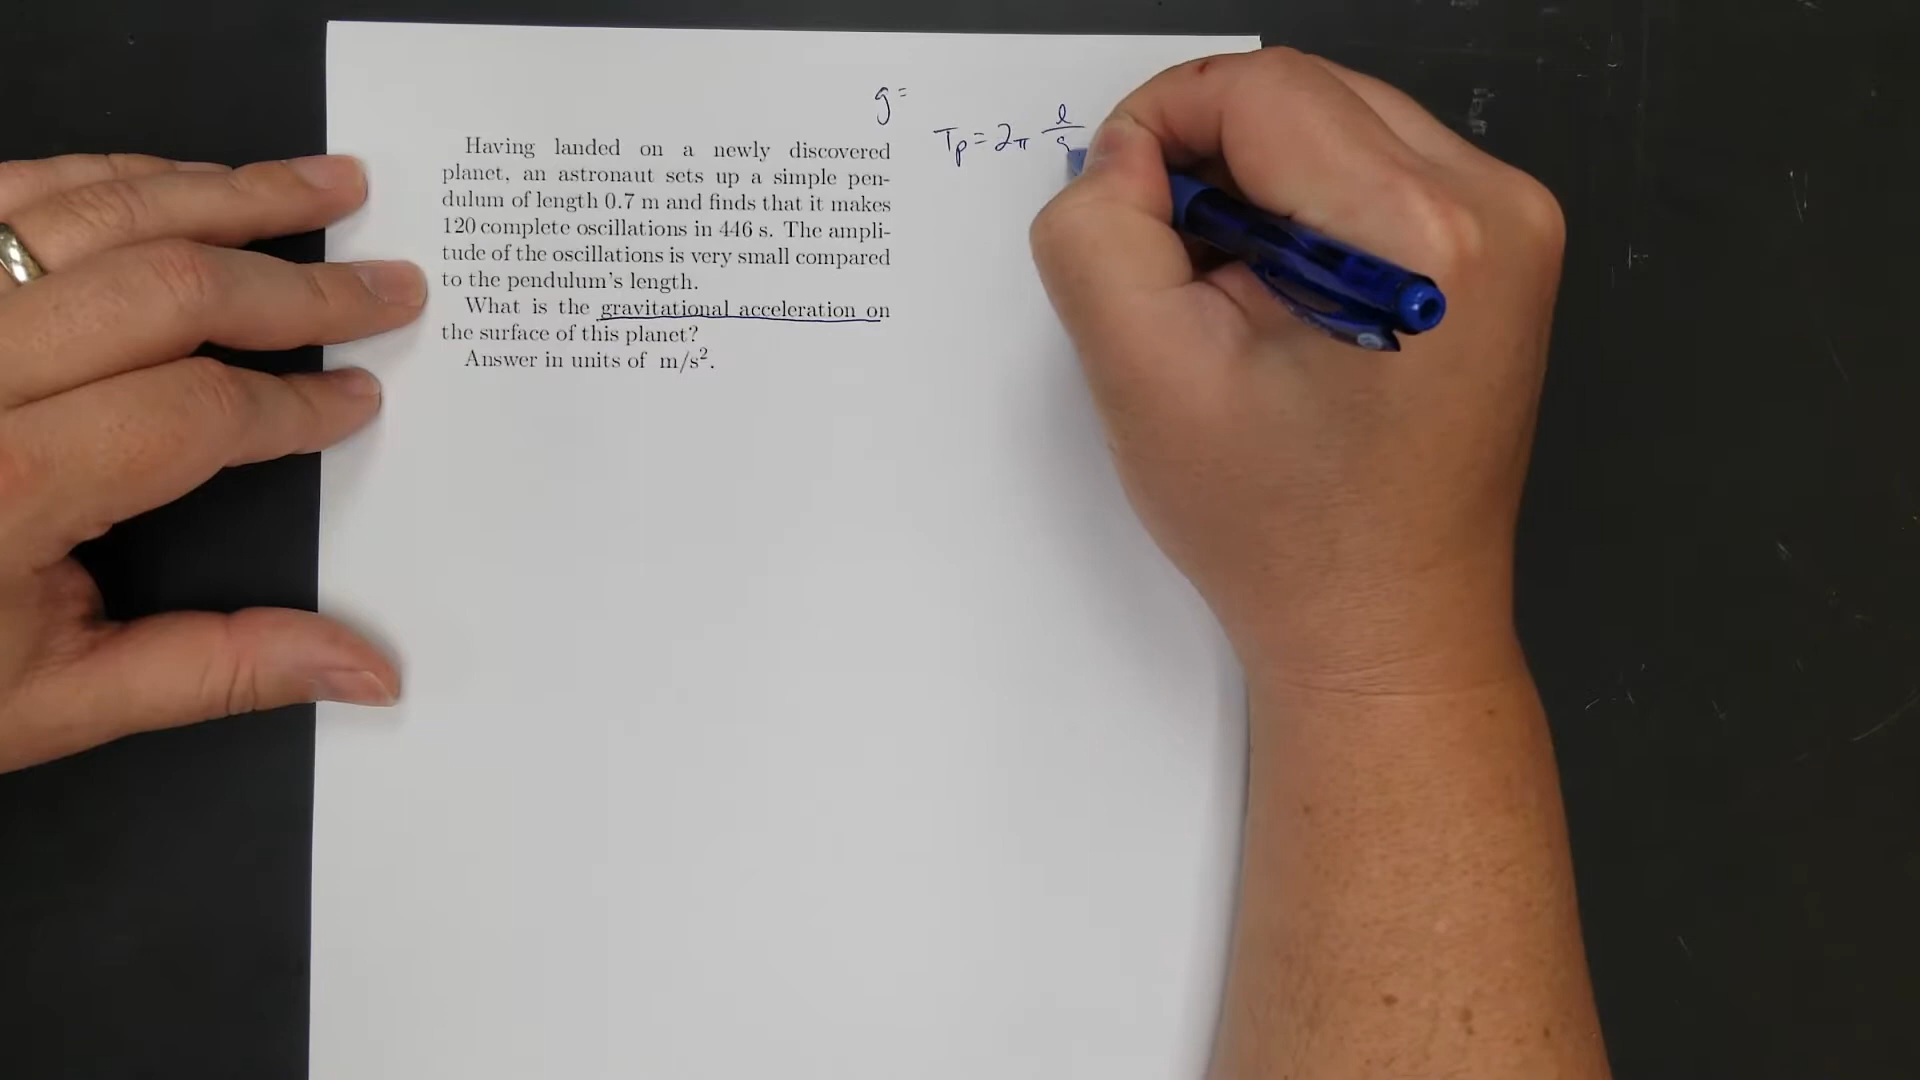 g =
T_p = 2π l/g
Having landed on a newly discovered
planet, an astronaut sets up a simple pen-
dulum of length 0.7 m and finds that it makes
120 complete oscillations in 446 s. The ampli-
tude of the oscillations is very small compared
to the pendulum's length.
What is the gravitational acceleration on
the surface of this planet?
Answer in units of m/s².